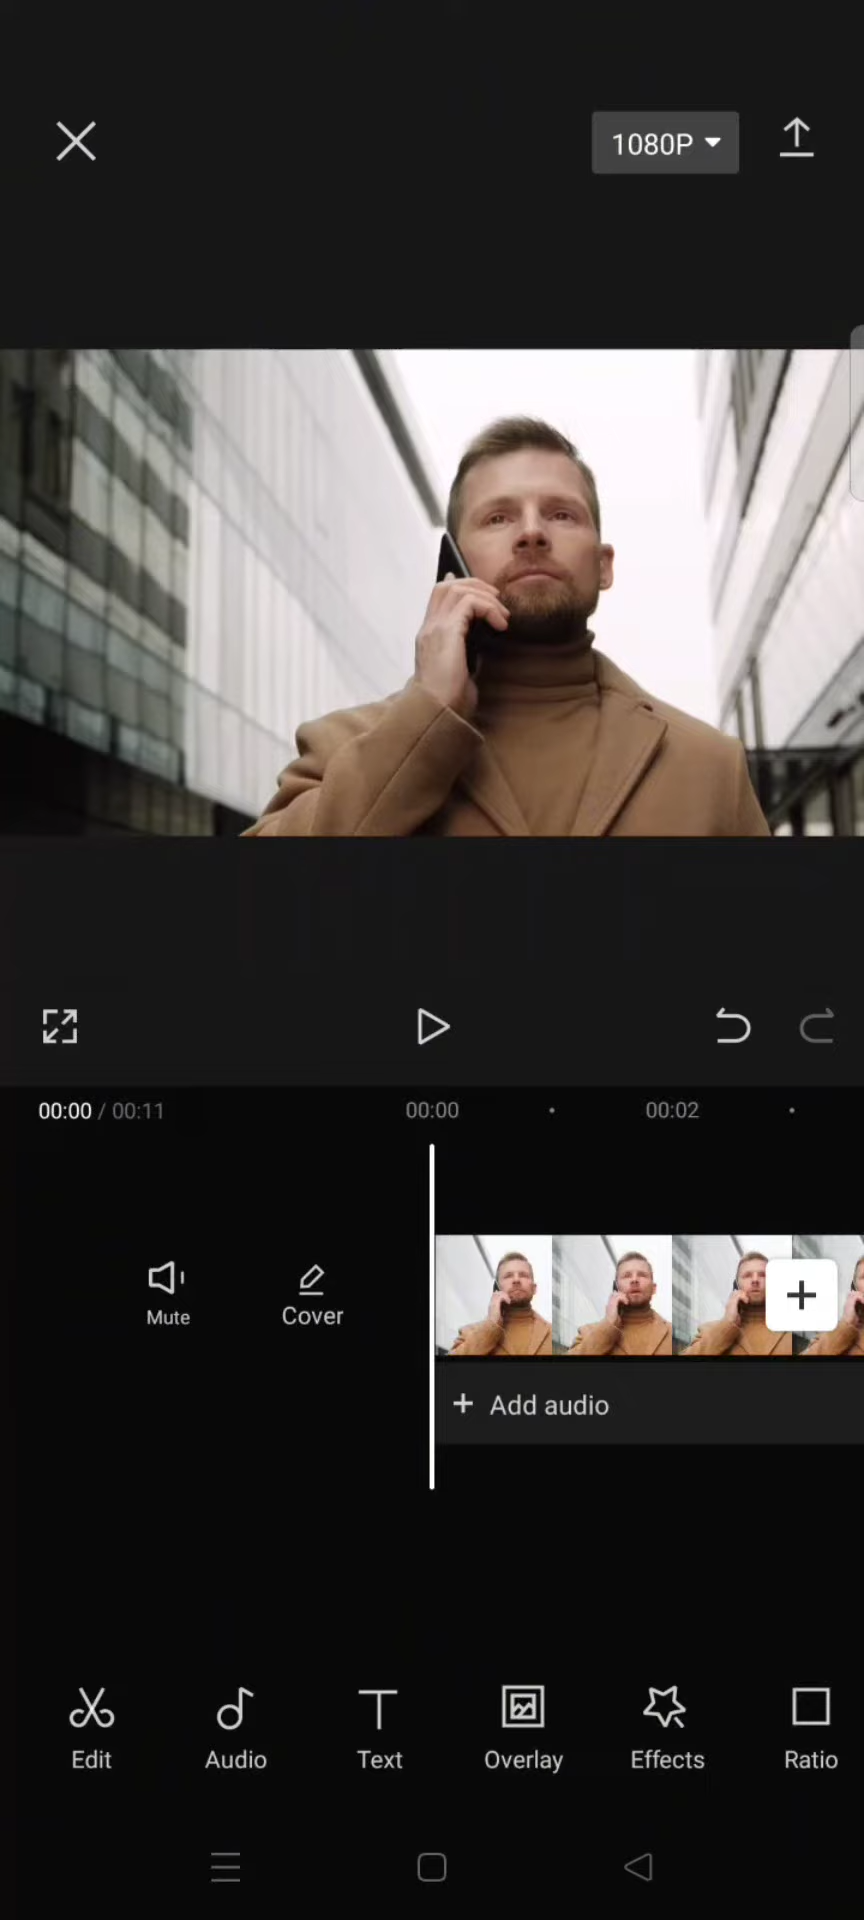 1080P
00:00 / 00:11
00:00
00:02
Mute
Cover
+ Add audio
Edit
Audio
Text
Overlay
Effects
Ratio